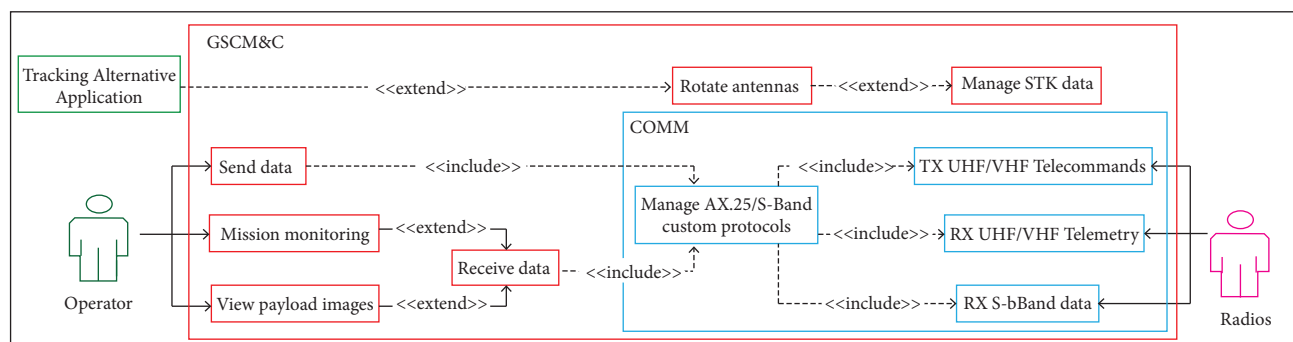 GSCM&C
Tracking Alternative
Application
<<extend>>
Rotate antennas
<<extend>>
Manage STK data
COMM
Send data
<<include>>
<<include>>
TX UHF/VHF Telecommands
Manage AX.25/S-Band
custom protocols
Mission monitoring
<<extend>>
<<include>>
RX UHF/VHF Telemetry
Receive data
<<include>>
View payload images
<<extend>>
<<include>>
RX S-bBand data
Operator
Radios